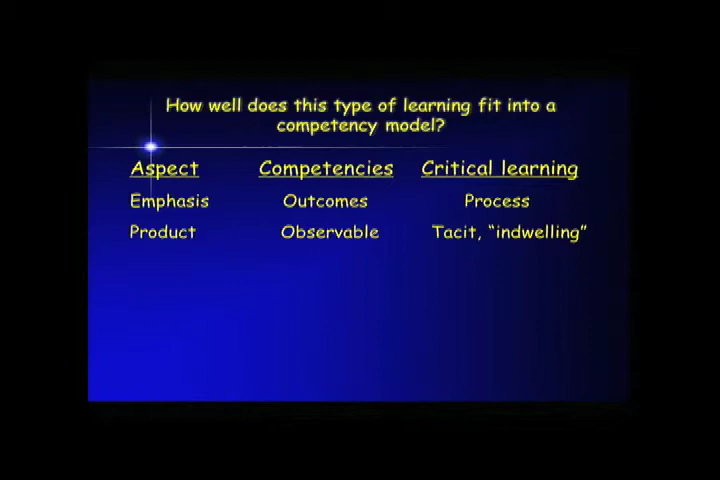 How well does this type of learning fit into a
competency model?
Aspect Competencies Critical learning
Emphasis Outcomes Process
Product Observable Tacit, “indwelling”